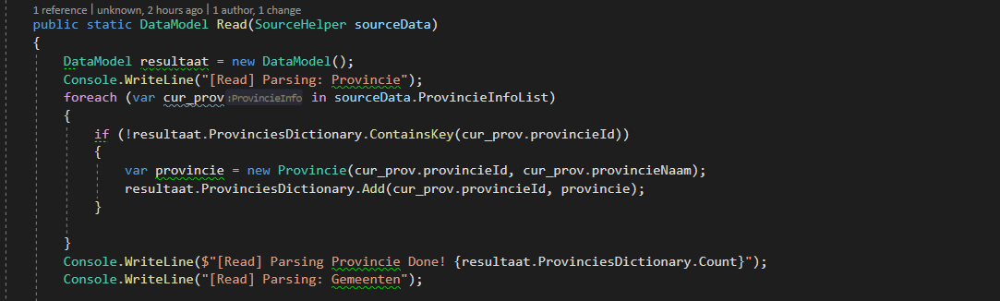 1 reference | unknown, 2 hours ago | 1 author, 1 change
public static DataModel Read(SourceHelper sourceData)
{
DataModel resultaat = new DataModel();
Console.WriteLine("[Read] Parsing: Provincie");
foreach (var cur_prov :ProvincieInfo in sourceData.ProvincieInfoList)
{
if (!resultaat.ProvinciesDictionary.ContainsKey(cur_prov.provincieId))
{
var provincie = new Provincie(cur_prov.provincieId, cur_prov.provincieNaam);
resultaat.ProvinciesDictionary.Add(cur_prov.provincieId, provincie);
}
}
Console.WriteLine($"[Read] Parsing Provincie Done! {resultaat.ProvinciesDictionary.Count}");
Console.WriteLine("[Read] Parsing: Gemeenten");